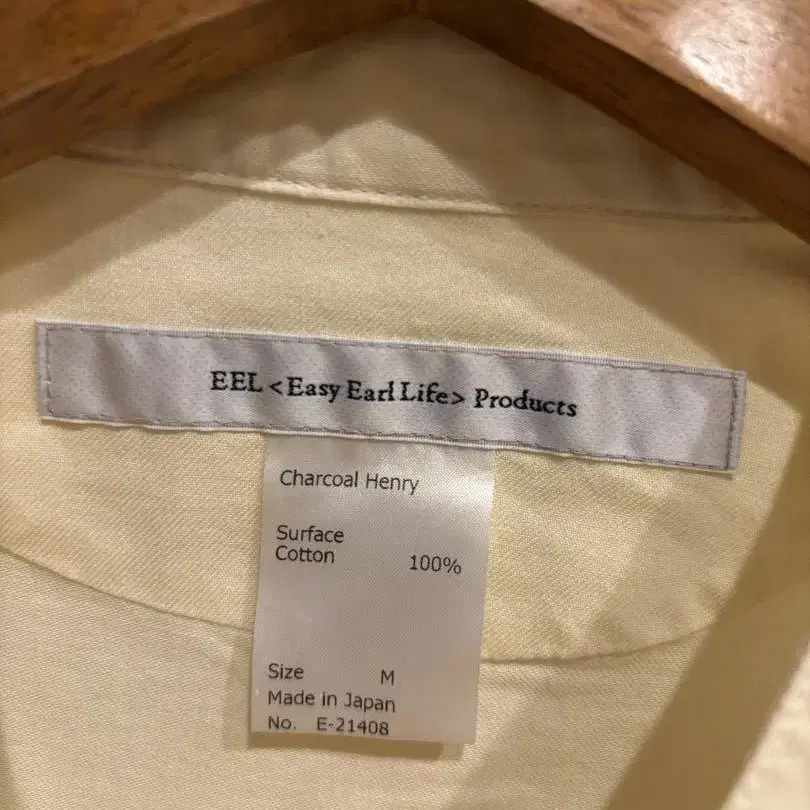 EEL <Easy Earl Life> Products
Charcoal Henry
Surface
Cotton 100%
Size M
Made in Japan
No. E-21408